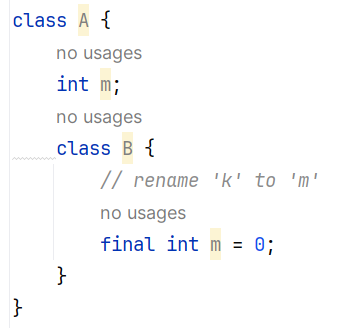 class A {
no usages
int m;
no usages
class B {
// rename 'k' to 'm'
no usages
final int m = 0;
}
}